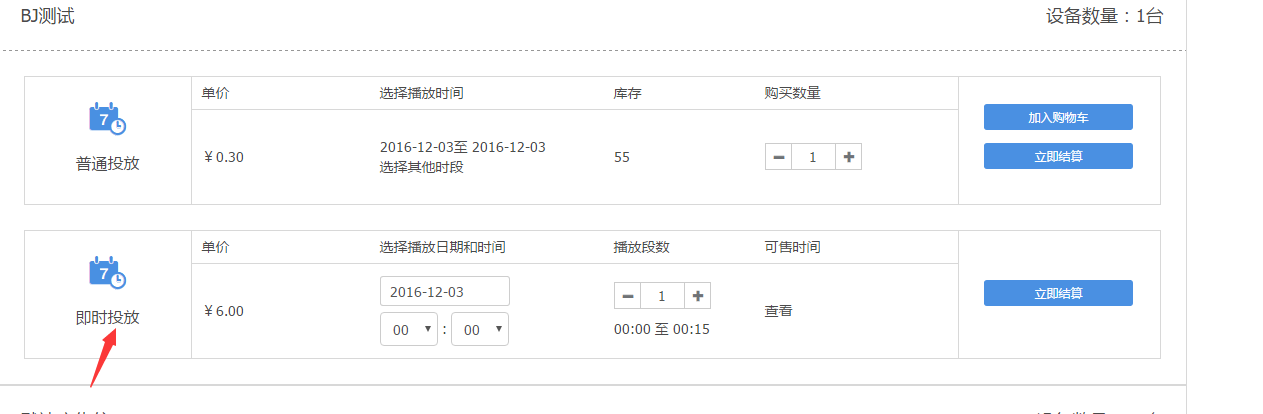 BJ测试
设备数量：1台
单价
选择播放时间
库存
购买数量
7
普通投放
￥0.30
2016-12-03至 2016-12-03
选择其他时段
55
1
加入购物车
立即结算
单价
选择播放日期和时间
播放段数
可售时间
7
即时投放
￥6.00
2016-12-03
00 : 00
1
00:00 至 00:15
查看
立即结算